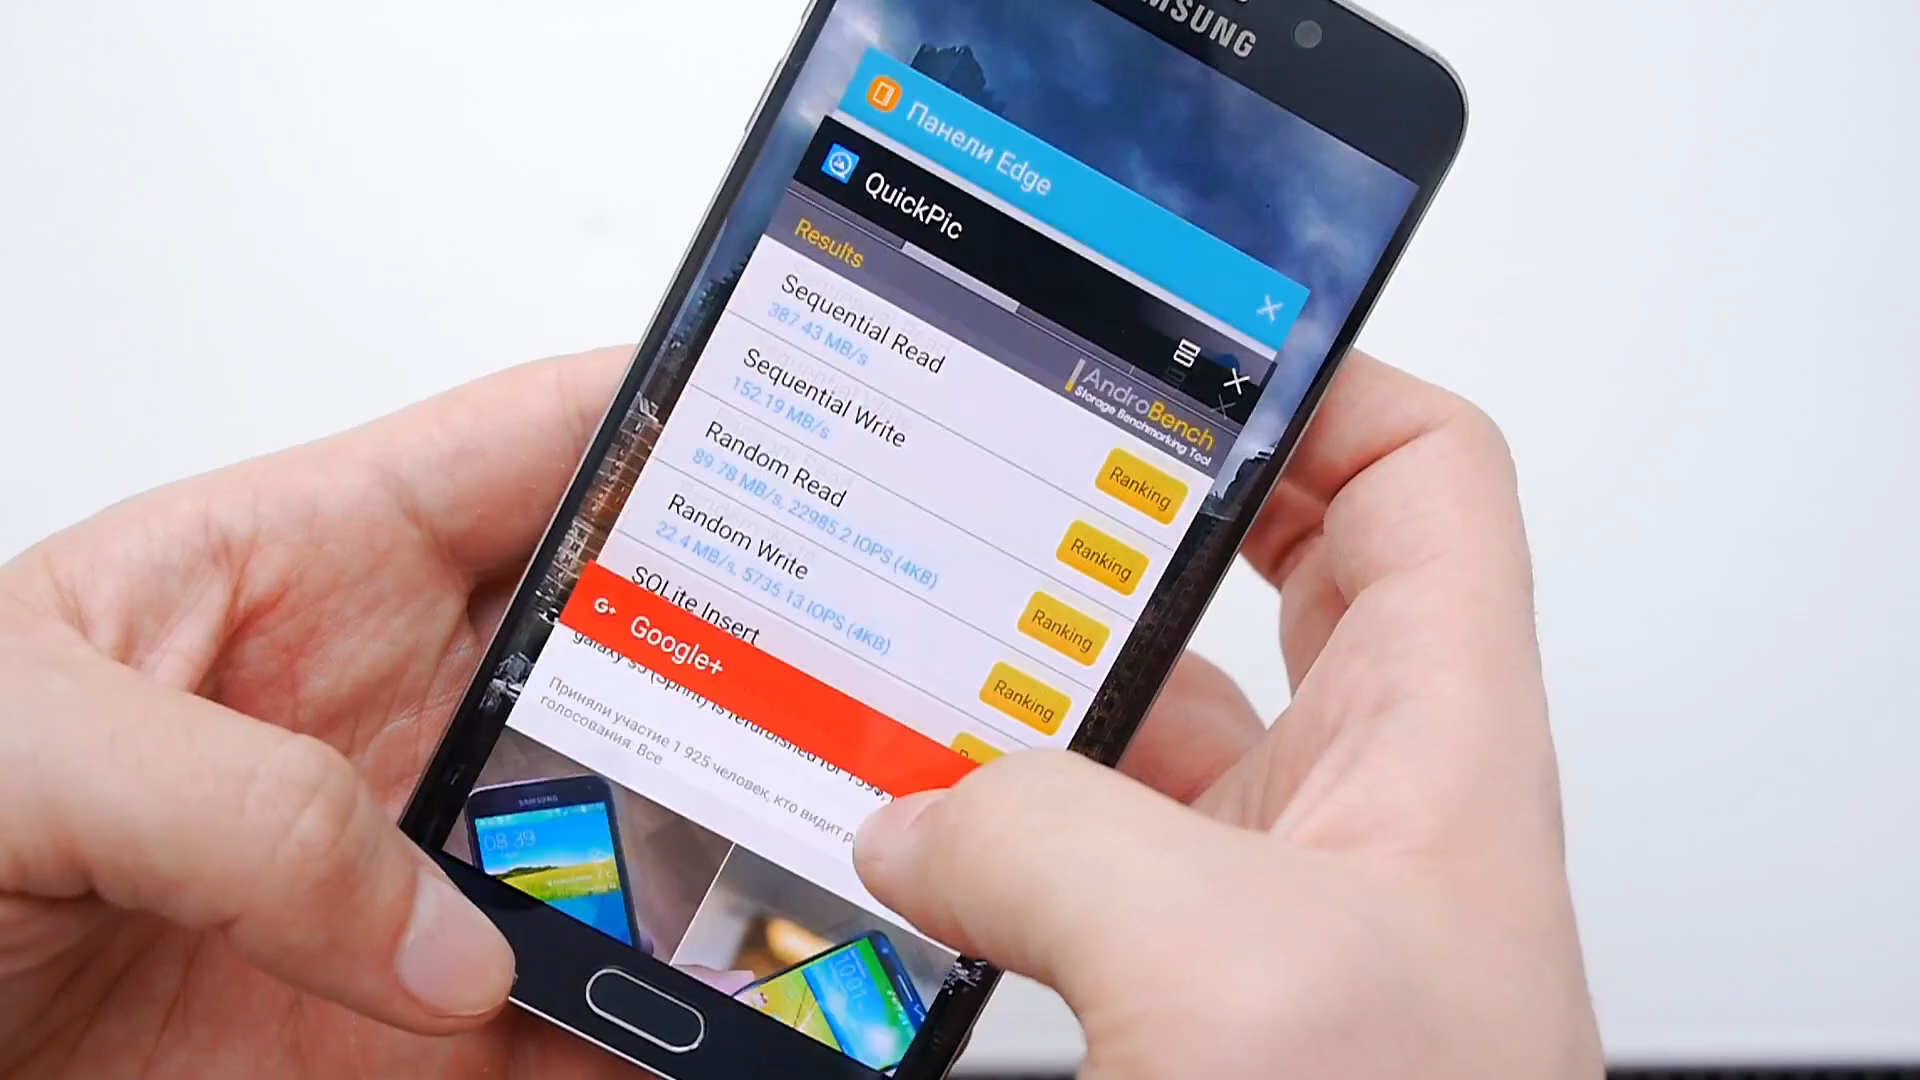 SAMSUNG
Панели Edge
QuickPic
Results
AndroBench
Storage Benchmarking Tool
Sequential Read
387.43 MB/s
Ranking
Sequential Write
152.19 MB/s
Ranking
Random Read
89.78 MB/s, 22985.2 IOPS (4KB)
Ranking
Random Write
22.4 MB/s, 5735.13 IOPS (4KB)
Ranking
SQLite Insert
G+ Google+
galaxy s5 (Sprint) is refurbished for 159$,
Приняли участие 1 925 человек, кто видит
голосования. Все
SAMSUNG
08 39